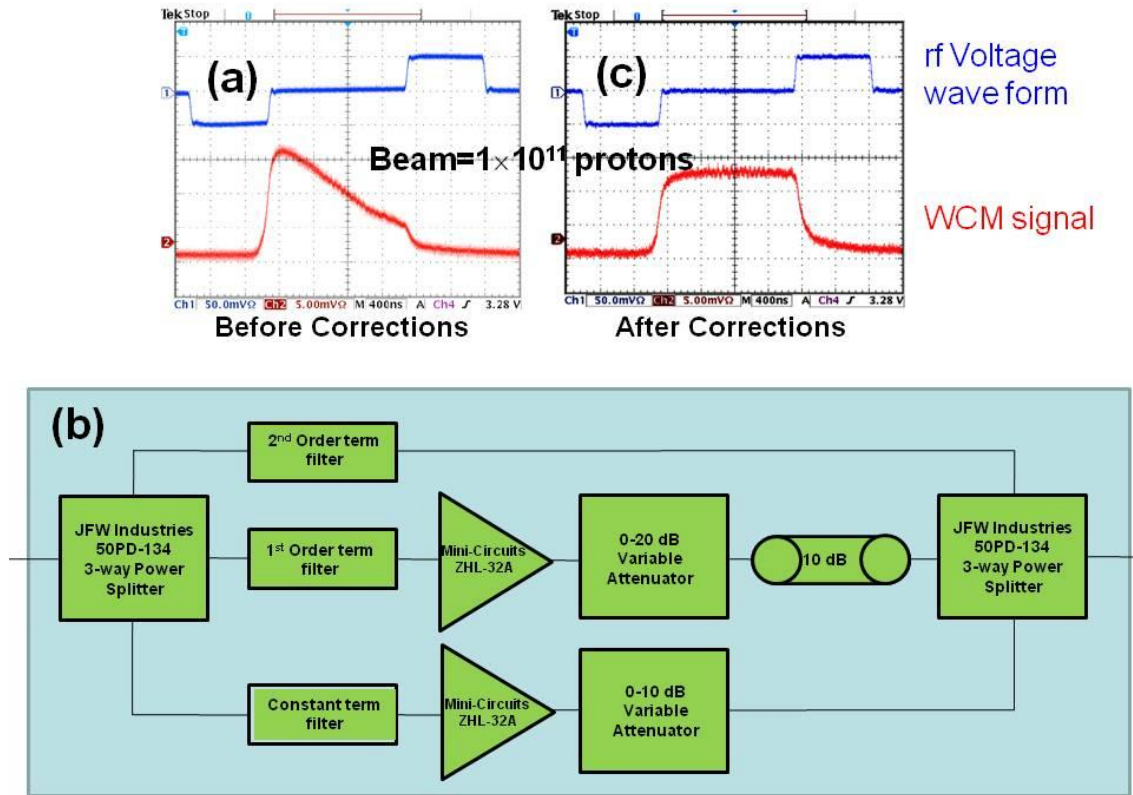 Tek Stop
(a)
1
2
Ch1 50.0mVΩ Ch2 5.00mVΩ M 400ns A Ch4 ∫ 3.28 V
Before Corrections
Tek Stop
(c)
1
2
Ch1 50.0mVΩ Ch2 5.00mVΩ M 400ns A Ch4 ∫ 3.28 V
After Corrections
Beam=1×10¹¹ protons
rf Voltage
wave form
WCM signal
(b)
2nd Order term
filter
JFW Industries
50PD-134
3-way Power
Splitter
1st Order term
filter
Mini-Circuits
ZHL-32A
0-20 dB
Variable
Attenuator
10 dB
JFW Industries
50PD-134
3-way Power
Splitter
Constant term
filter
Mini-Circuits
ZHL-32A
0-10 dB
Variable
Attenuator